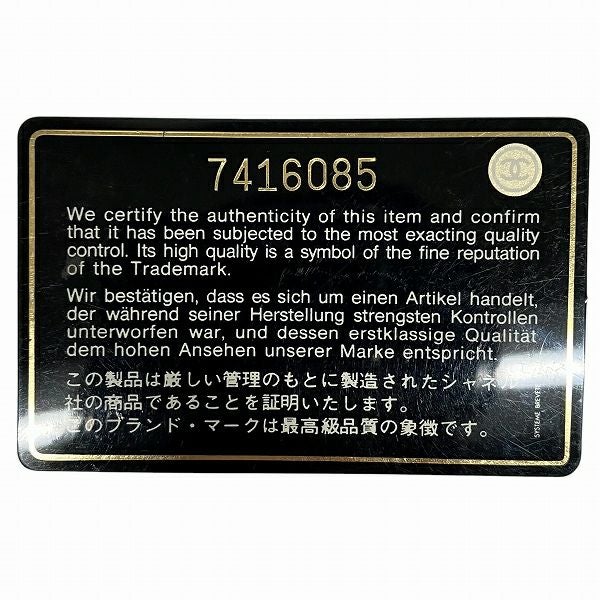 7416085
We certify the authenticity of this item and confirm
that it has been subjected to the most exacting quality
control. Its high quality is a symbol of the fine reputation
of the Trademark.
Wir bestätigen, dass es sich um einen Artikel handelt,
der während seiner Herstellung strengsten Kontrollen
unterworfen war, und dessen erstklassige Qualität
dem hohen Ansehen unserer Marke entspricht.
この製品は厳しい管理のもとに製造されたシャネル
社の商品であることを証明いたします。
このブランド・マークは最高級品質の象徴です。
SYSTEME